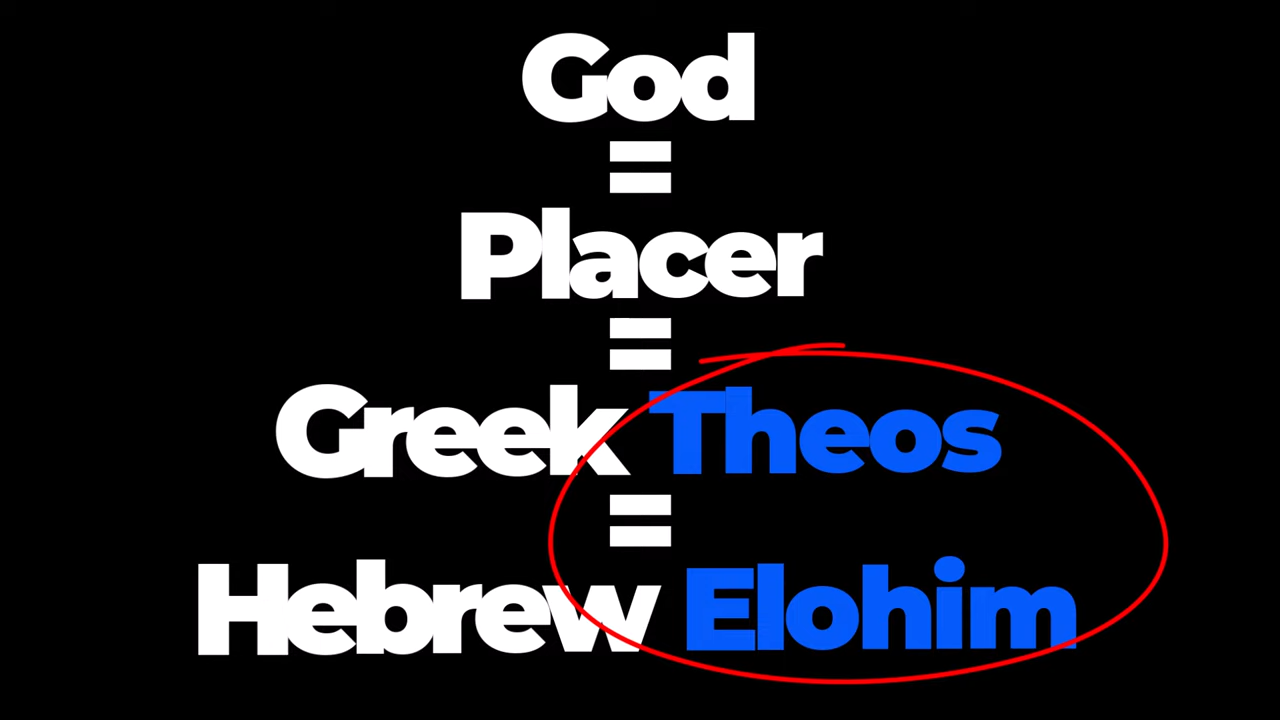 God
=
Placer
=
Greek Theos
=
Hebrew Elohim